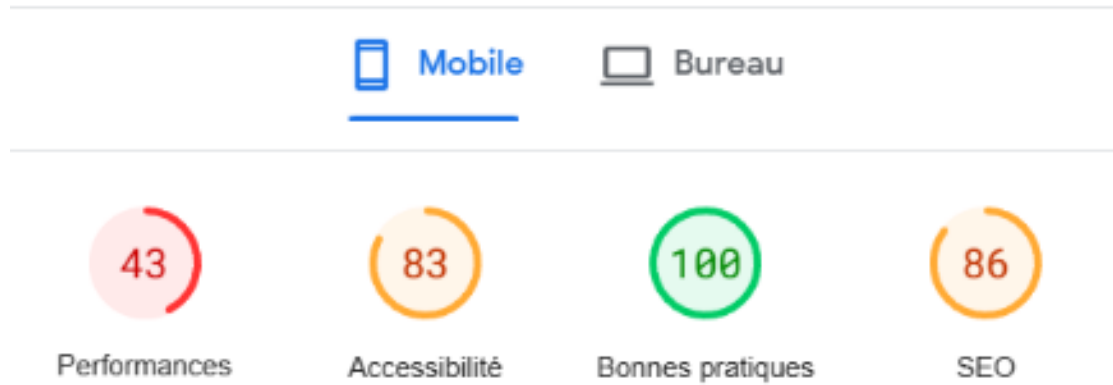 Mobile Bureau
43 83 100 86
Performances Accessibilité Bonnes pratiques SEO